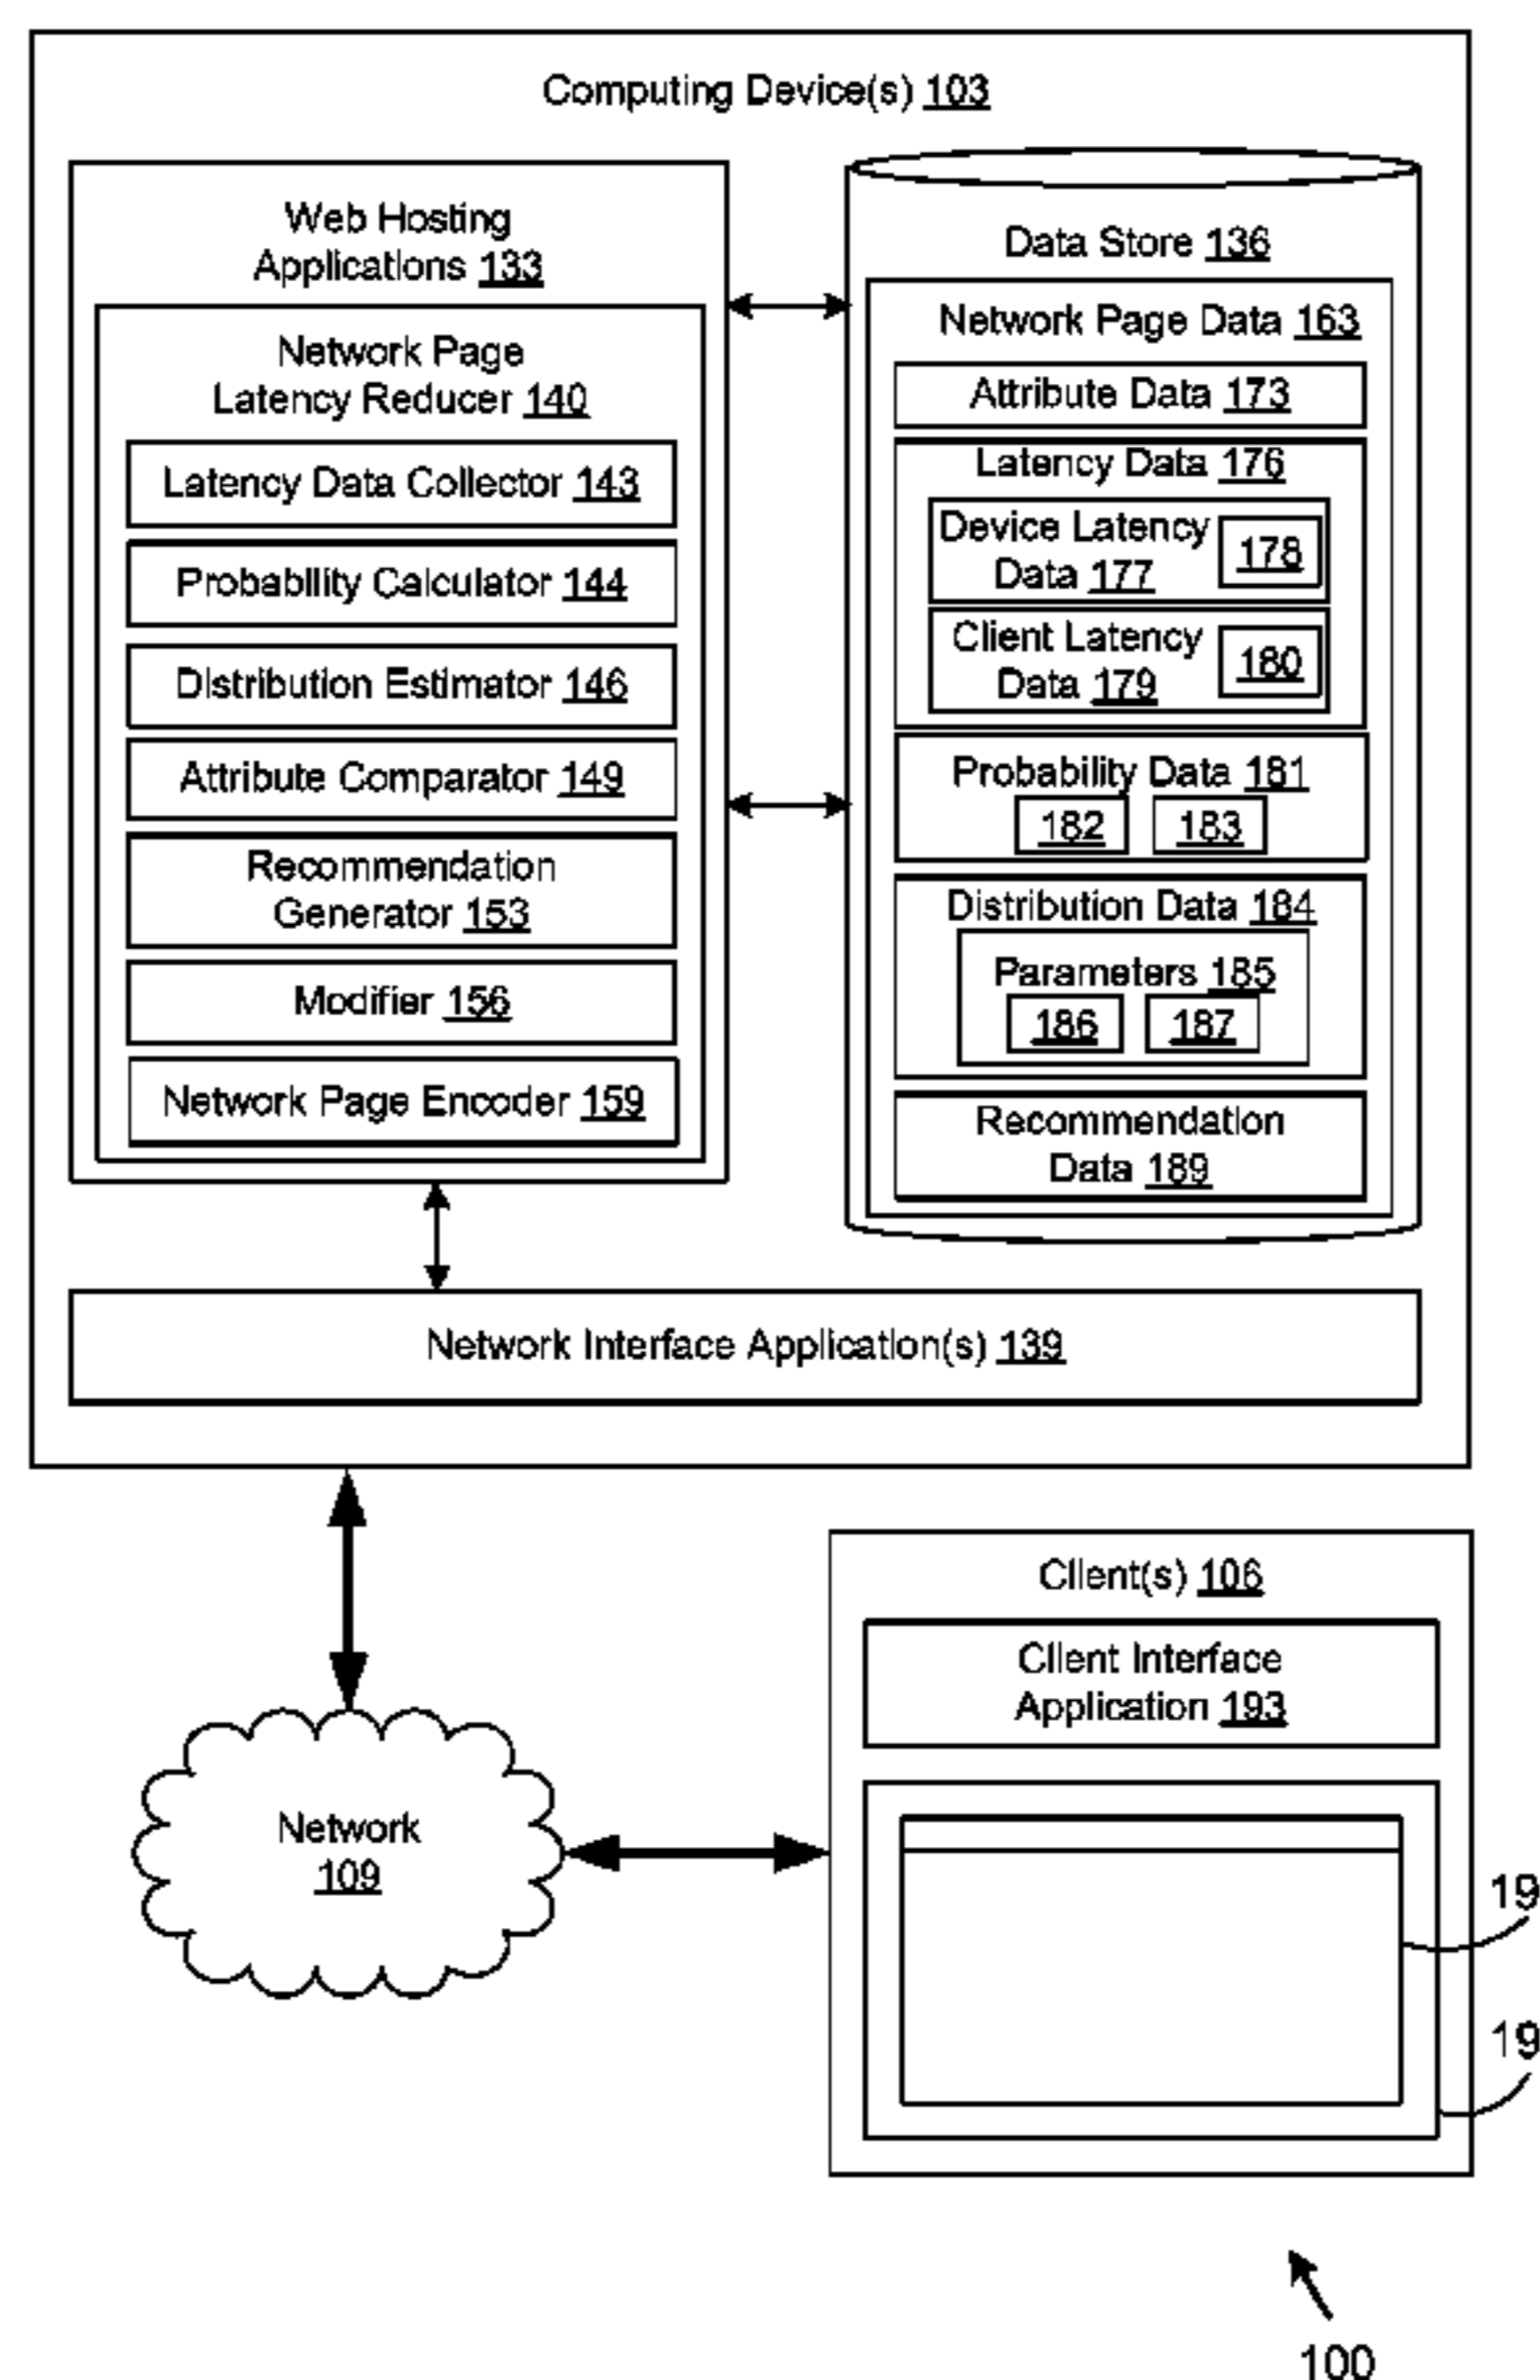 Computing Device(s) 103
Web Hosting
Applications 133
Network Page
Latency Reducer 140
Latency Data Collector 143
Probability Calculator 144
Distribution Estimator 146
Attribute Comparator 149
Recommendation
Generator 153
Modifier 156
Network Page Encoder 159
Data Store 136
Network Page Data 163
Attribute Data 173
Latency Data 176
Device Latency
Data 177
178
Client Latency
Data 179
180
Probability Data 181
182 183
Distribution Data 184
Parameters 185
186 187
Recommendation
Data 189
Network Interface Application(s) 139
Client(s) 106
Client Interface
Application 193
Network
109
19
19
100